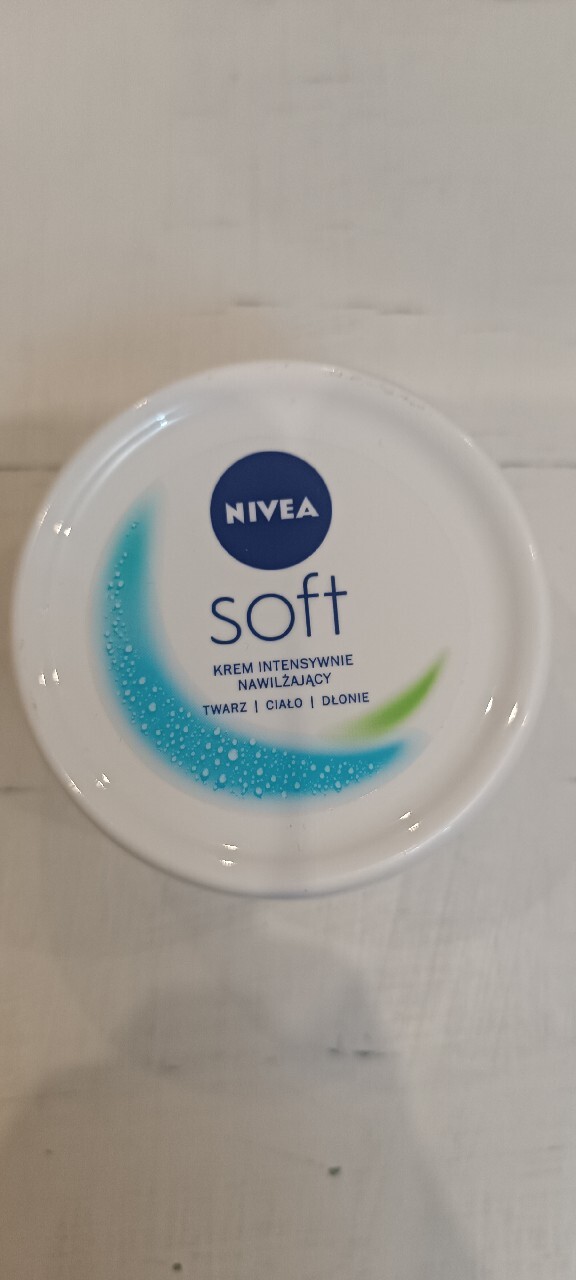 NIVEA
soft
KREM INTENSYWNIE
NAWILŻAJĄCY
TWARZ | CIAŁO | DŁONIE